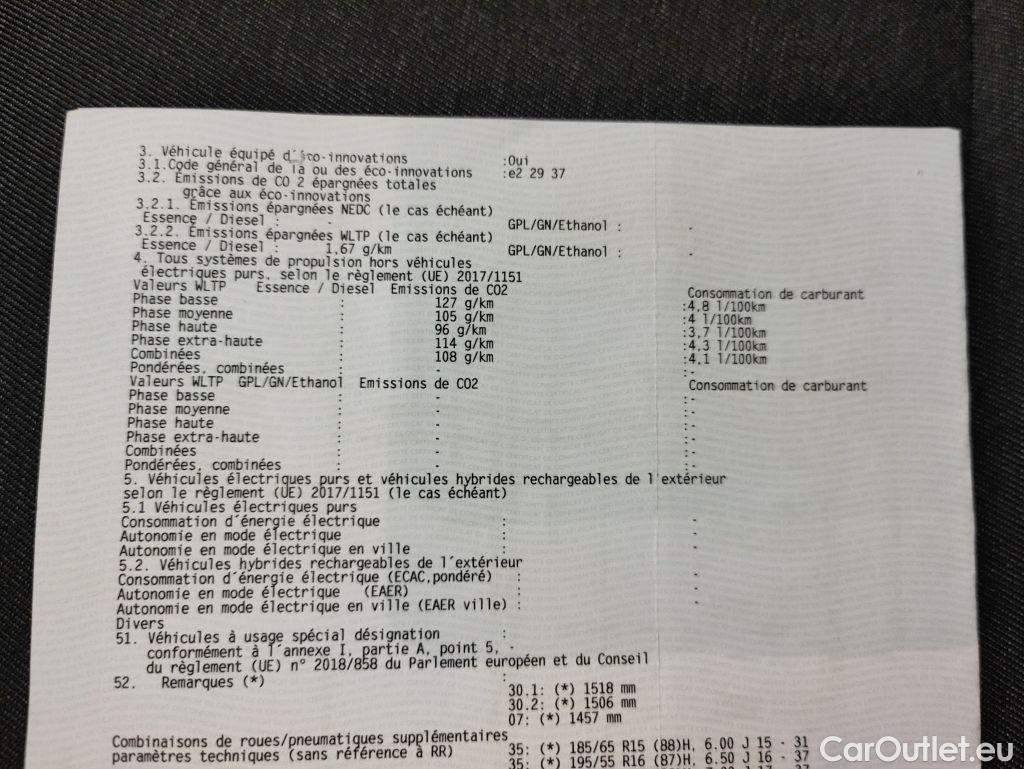 3. Véhicule équipé d'éco-innovations :Oui
3.1.Code général de la ou des éco-innovations :e2 29 37
3.2. Émissions de CO 2 épargnées totales
grâce aux éco-innovations
3.2.1. Émissions épargnées NEDC (le cas échéant)
Essence / Diesel : - GPL/GN/Ethanol : -
3.2.2. Émissions épargnées WLTP (le cas échéant)
Essence / Diesel : 1,67 g/km GPL/GN/Ethanol : -
4. Tous systèmes de propulsion hors véhicules
électriques purs, selon le règlement (UE) 2017/1151
Valeurs WLTP Essence / Diesel Emissions de CO2 Consommation de carburant
Phase basse : 127 g/km :4,8 l/100km
Phase moyenne : 105 g/km :4 l/100km
Phase haute : 96 g/km :3,7 l/100km
Phase extra-haute : 114 g/km :4,3 l/100km
Combinées : 108 g/km :4,1 l/100km
Pondérées, combinées : - :-
Valeurs WLTP GPL/GN/Ethanol Emissions de CO2 Consommation de carburant
Phase basse : - :-
Phase moyenne : - :-
Phase haute : - :-
Phase extra-haute : - :-
Combinées : - :-
Pondérées, combinées : - :-
5. Véhicules électriques purs et véhicules hybrides rechargeables de l'extérieur
selon le règlement (UE) 2017/1151 (le cas échéant)
5.1 Véhicules électriques purs
Consommation d'énergie électrique : -
Autonomie en mode électrique : -
Autonomie en mode électrique en ville : -
5.2. Véhicules hybrides rechargeables de l'extérieur
Consommation d'énergie électrique (ECAC,pondéré) : -
Autonomie en mode électrique (EAER) : -
Autonomie en mode électrique en ville (EAER ville) : -
Divers
51. Véhicules à usage spécial désignation :
conformément à l'annexe I, partie A, point 5, -
du règlement (UE) n° 2018/858 du Parlement européen et du Conseil
52. Remarques (*) :
30.1: (*) 1518 mm
30.2: (*) 1506 mm
07: (*) 1457 mm
Combinaisons de roues/pneumatiques supplémentaires
paramètres techniques (sans référence à RR) 35: (*) 185/65 R15 (88)H, 6.00 J 15 - 31
35: (*) 195/55 R16 (87)H, 6.50 J 16 - 37
CarOutlet.eu